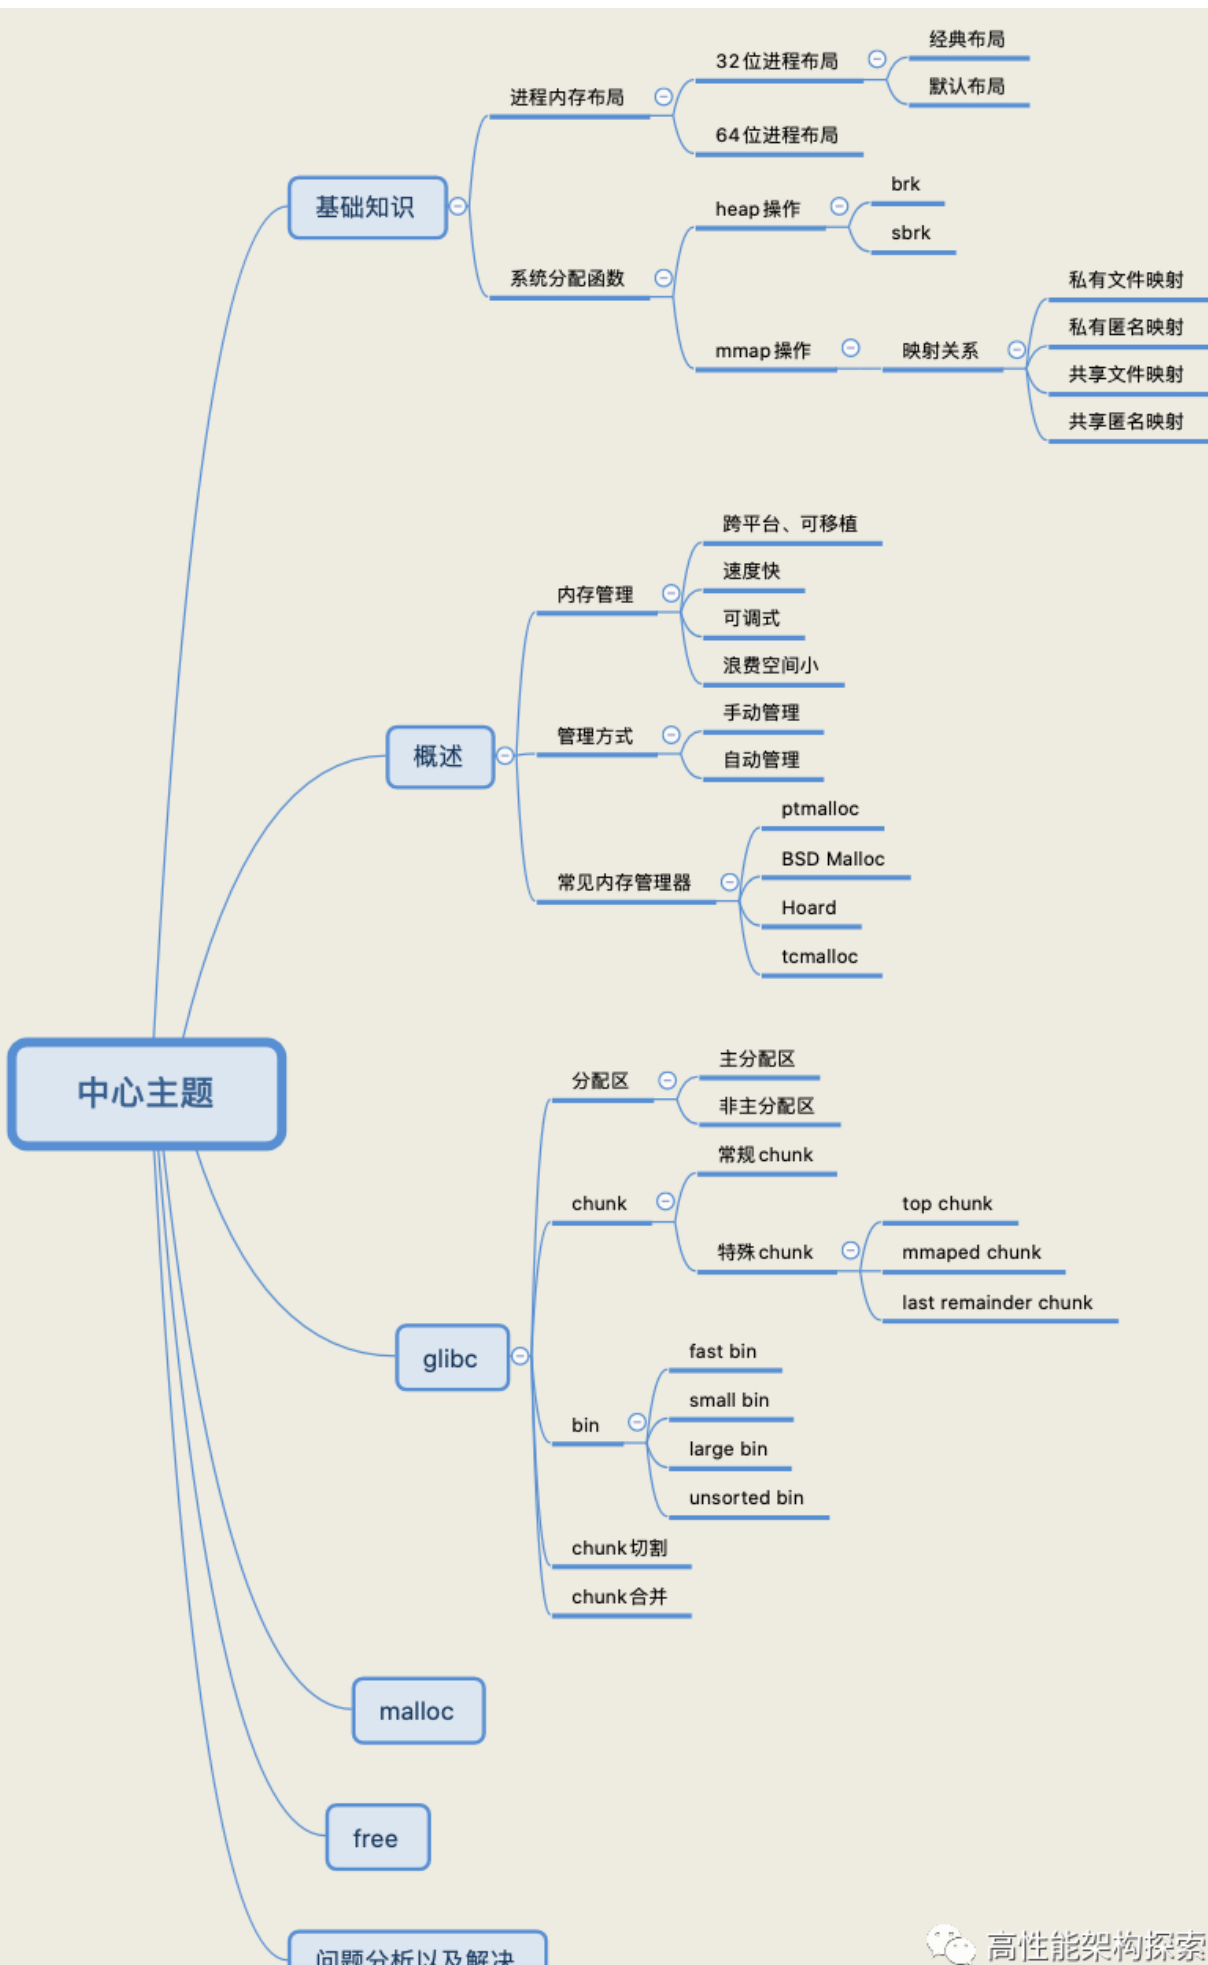 经典布局
32位进程布局
默认布局
进程内存布局
64位进程布局
基础知识
brk
heap操作
sbrk
系统分配函数
私有文件映射
私有匿名映射
mmap操作
映射关系
共享文件映射
共享匿名映射
跨平台、可移植
速度快
内存管理
可调式
浪费空间小
手动管理
管理方式
自动管理
概述
ptmalloc
BSD Malloc
常见内存管理器
Hoard
tcmalloc
中心主题
主分配区
分配区
非主分配区
常规chunk
chunk
top chunk
特殊chunk
mmaped chunk
last remainder chunk
glibc
fast bin
small bin
bin
large bin
unsorted bin
chunk切割
chunk合并
malloc
free
问题分析以及解决
高性能架构探索